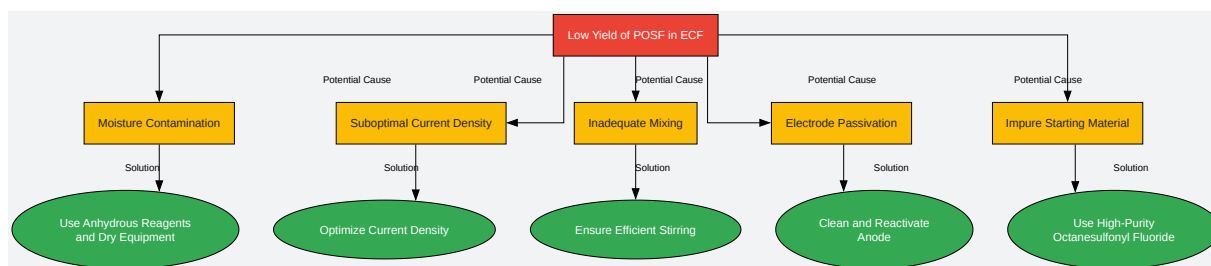 Low Yield of POSF in ECF
Potential Cause
Potential Cause
Potential Cause
Potential Cause
Potential Cause
Moisture Contamination
Suboptimal Current Density
Inadequate Mixing
Electrode Passivation
Impure Starting Material
Solution
Solution
Solution
Solution
Solution
Use Anhydrous Reagents
and Dry Equipment
Optimize Current Density
Ensure Efficient Stirring
Clean and Reactivate
Anode
Use High-Purity
Octanesulfonyl Fluoride